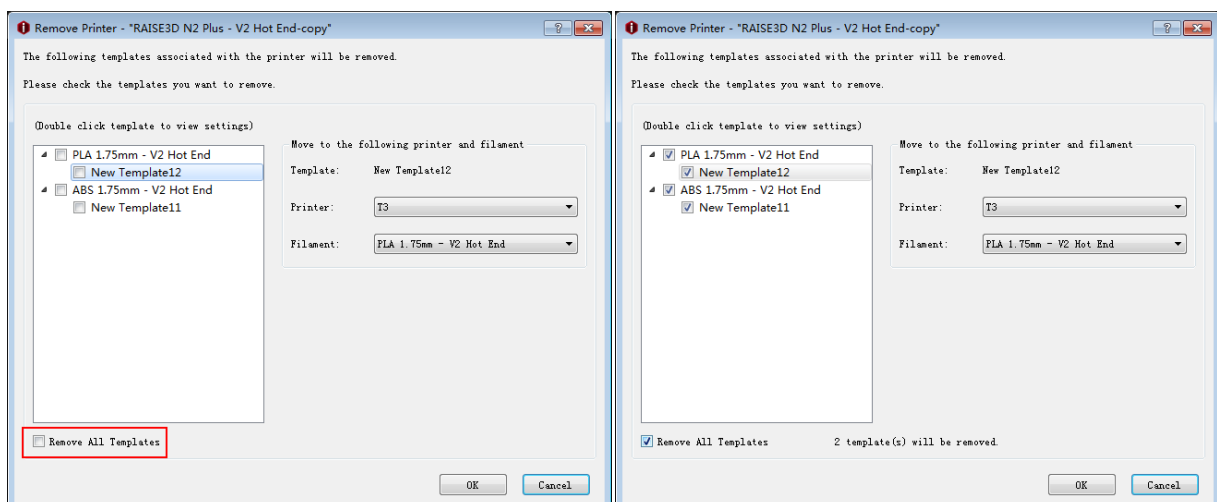 Remove Printer - "RAISE3D N2 Plus - V2 Hot End-copy"
The following templates associated with the printer will be removed.
Please check the templates you want to remove.
(Double click template to view settings)
PLA 1.75mm - V2 Hot End
New Template12
ABS 1.75mm - V2 Hot End
New Template11
Move to the following printer and filament
Template: New Template12
Printer: T3
Filament: PLA 1.75mm - V2 Hot End
Remove All Templates
OK Cancel
Remove Printer - "RAISE3D N2 Plus - V2 Hot End-copy"
The following templates associated with the printer will be removed.
Please check the templates you want to remove.
(Double click template to view settings)
PLA 1.75mm - V2 Hot End
New Template12
ABS 1.75mm - V2 Hot End
New Template11
Move to the following printer and filament
Template: New Template12
Printer: T3
Filament: PLA 1.75mm - V2 Hot End
Remove All Templates 2 template(s) will be removed.
OK Cancel